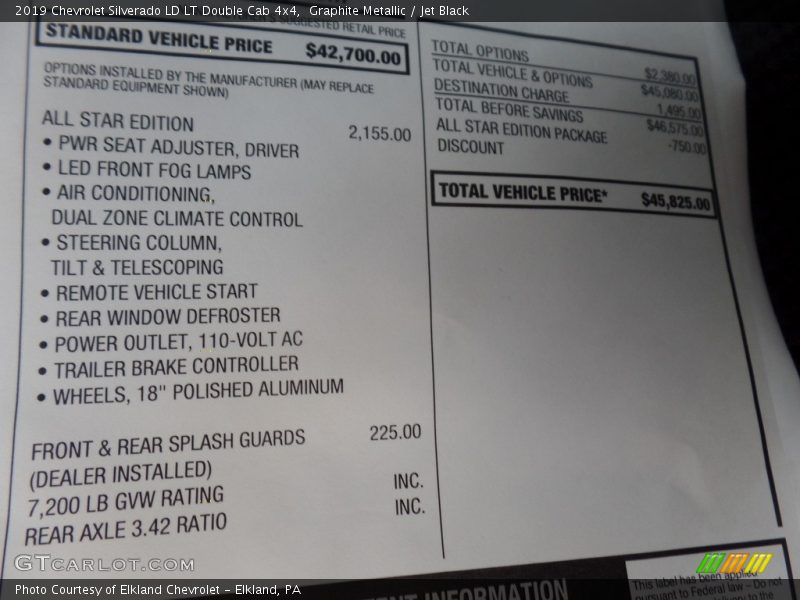 2019 Chevrolet Silverado LD LT Double Cab 4x4, Graphite Metallic / Jet Black
SUGGESTED RETAIL PRICE
STANDARD VEHICLE PRICE $42,700.00
OPTIONS INSTALLED BY THE MANUFACTURER (MAY REPLACE
STANDARD EQUIPMENT SHOWN)
ALL STAR EDITION 2,155.00
• PWR SEAT ADJUSTER, DRIVER
• LED FRONT FOG LAMPS
• AIR CONDITIONING,
DUAL ZONE CLIMATE CONTROL
• STEERING COLUMN,
TILT & TELESCOPING
• REMOTE VEHICLE START
• REAR WINDOW DEFROSTER
• POWER OUTLET, 110-VOLT AC
• TRAILER BRAKE CONTROLLER
• WHEELS, 18" POLISHED ALUMINUM
FRONT & REAR SPLASH GUARDS 225.00
(DEALER INSTALLED)
7,200 LB GVW RATING INC.
REAR AXLE 3.42 RATIO INC.
TOTAL OPTIONS $2,380.00
TOTAL VEHICLE & OPTIONS $45,080.00
DESTINATION CHARGE 1,495.00
TOTAL BEFORE SAVINGS $46,575.00
ALL STAR EDITION PACKAGE -750.00
DISCOUNT
TOTAL VEHICLE PRICE* $45,825.00
INFORMATION
This label has been applied
pursuant to Federal law - Do not
GTCARLOT.COM
Photo Courtesy of Elkland Chevrolet - Elkland, PA